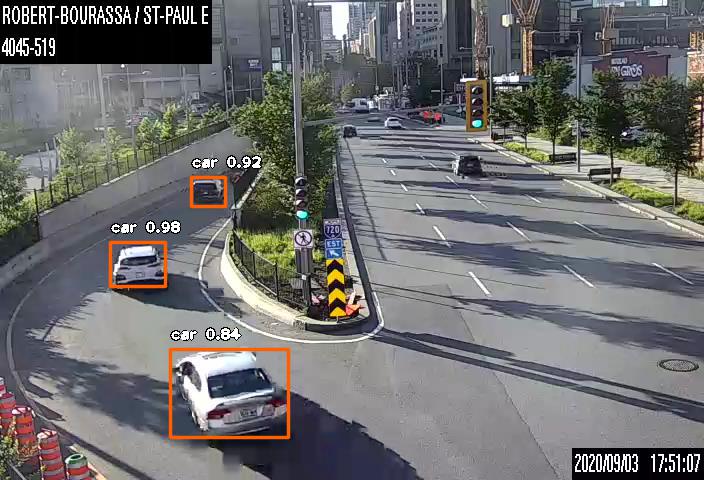 ROBERT-BOURASSA / ST-PAUL E
4045-519
car 0.92
car 0.98
car 0.84
720
EST
2020/09/03 17:51:07